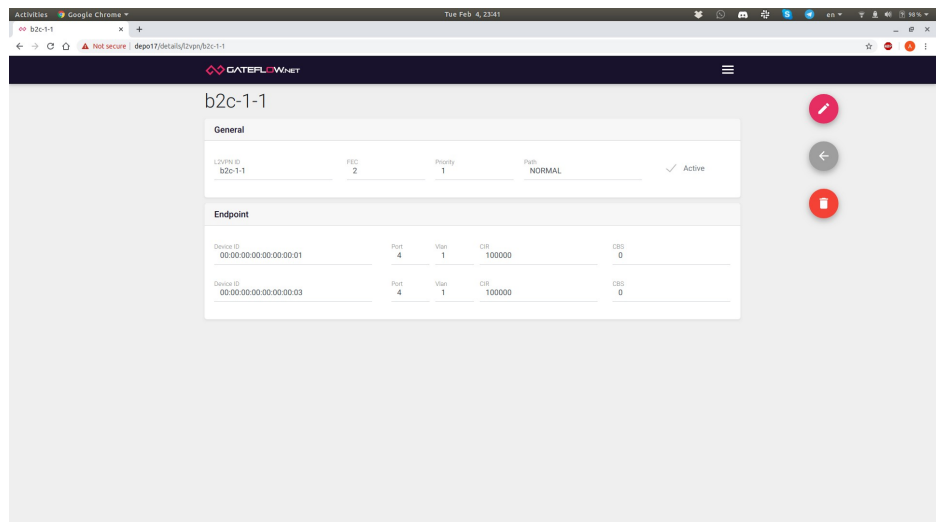 Activities Google Chrome Tue Feb 4, 23:41 en 98%
b2c-1-1
Not secure depo17/details/l2vpn/b2c-1-1
GATEFLOW.NET
b2c-1-1
General
L2VPN ID FEC Priority Path
b2c-1-1 2 1 NORMAL Active
Endpoint
Device ID Port Vlan CIR CBS
00:00:00:00:00:00:00:01 4 1 100000 0
Device ID Port Vlan CIR CBS
00:00:00:00:00:00:00:03 4 1 100000 0